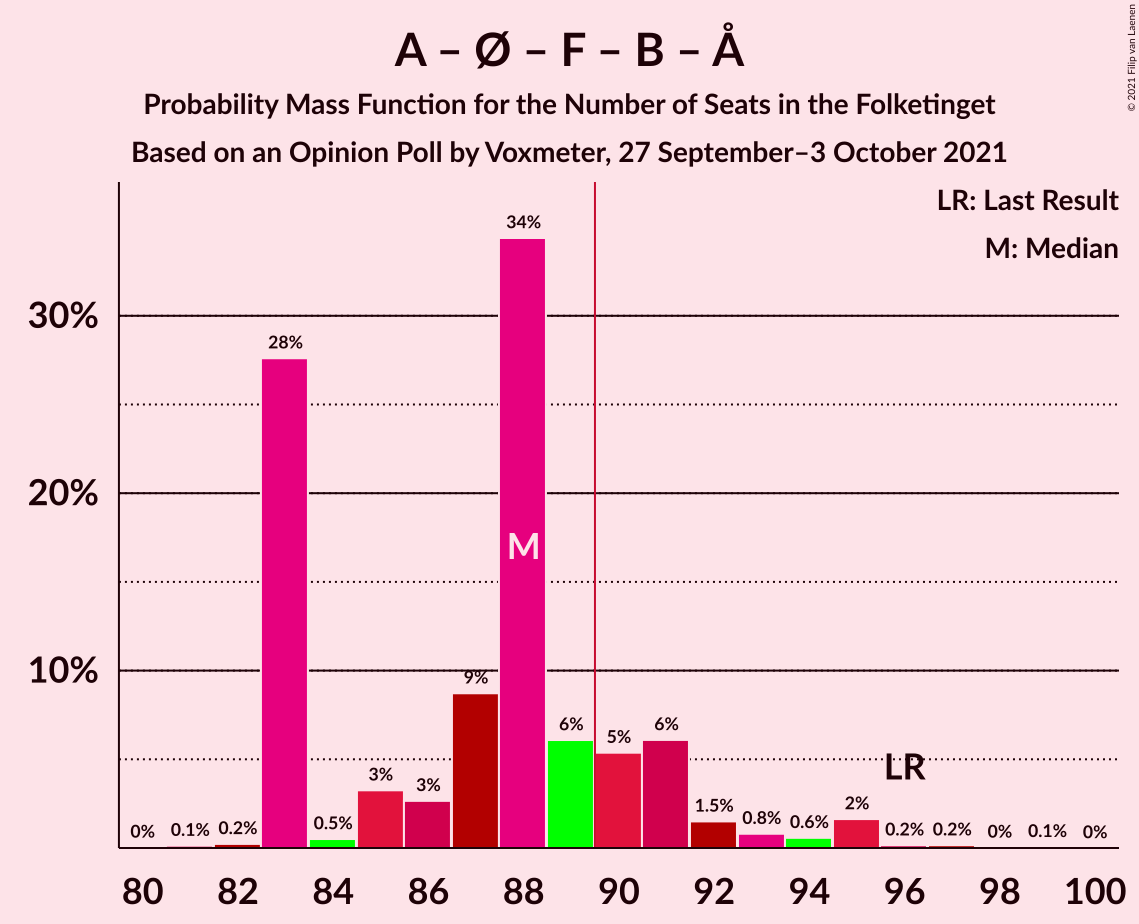 A – Ø – F – B – Å
Probability Mass Function for the Number of Seats in the Folketinget
Based on an Opinion Poll by Voxmeter, 27 September–3 October 2021
© 2021 Filip van Laenen
LR: Last Result
M: Median
30%
20%
10%
0%
0.1%
0.2%
28%
0.5%
3%
3%
9%
34%
6%
5%
6%
1.5%
0.8%
0.6%
2%
0.2%
0.2%
0%
0.1%
0%
M
LR
80 82 84 86 88 90 92 94 96 98 100